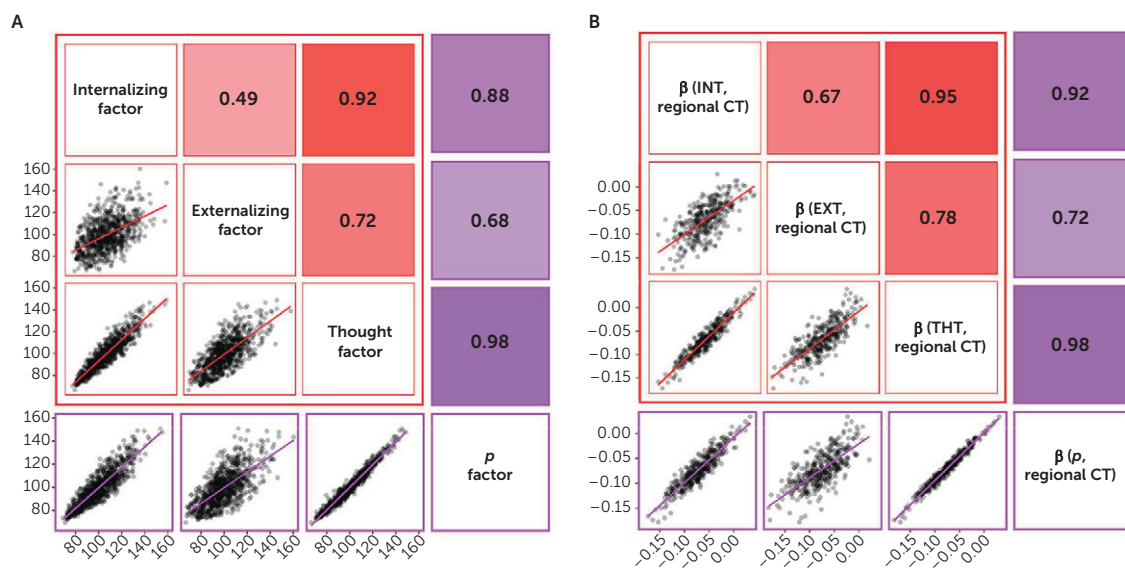 A
Internalizing
factor
0.49
0.92
0.88
160
140
120
100
80
Externalizing
factor
0.72
0.68
160
140
120
100
80
Thought
factor
0.98
160
140
120
100
80
p
factor
80 100 120 140 160
80 100 120 140 160
80 100 120 140 160
B
β (INT,
regional CT)
0.67
0.95
0.92
0.00
−0.05
−0.10
−0.15
β (EXT,
regional CT)
0.78
0.72
0.00
−0.05
−0.10
−0.15
β (THT,
regional CT)
0.98
0.00
−0.05
−0.10
−0.15
β (p,
regional CT)
−0.15 −0.10 −0.05 0.00
−0.15 −0.10 −0.05 0.00
−0.15 −0.10 −0.05 0.00